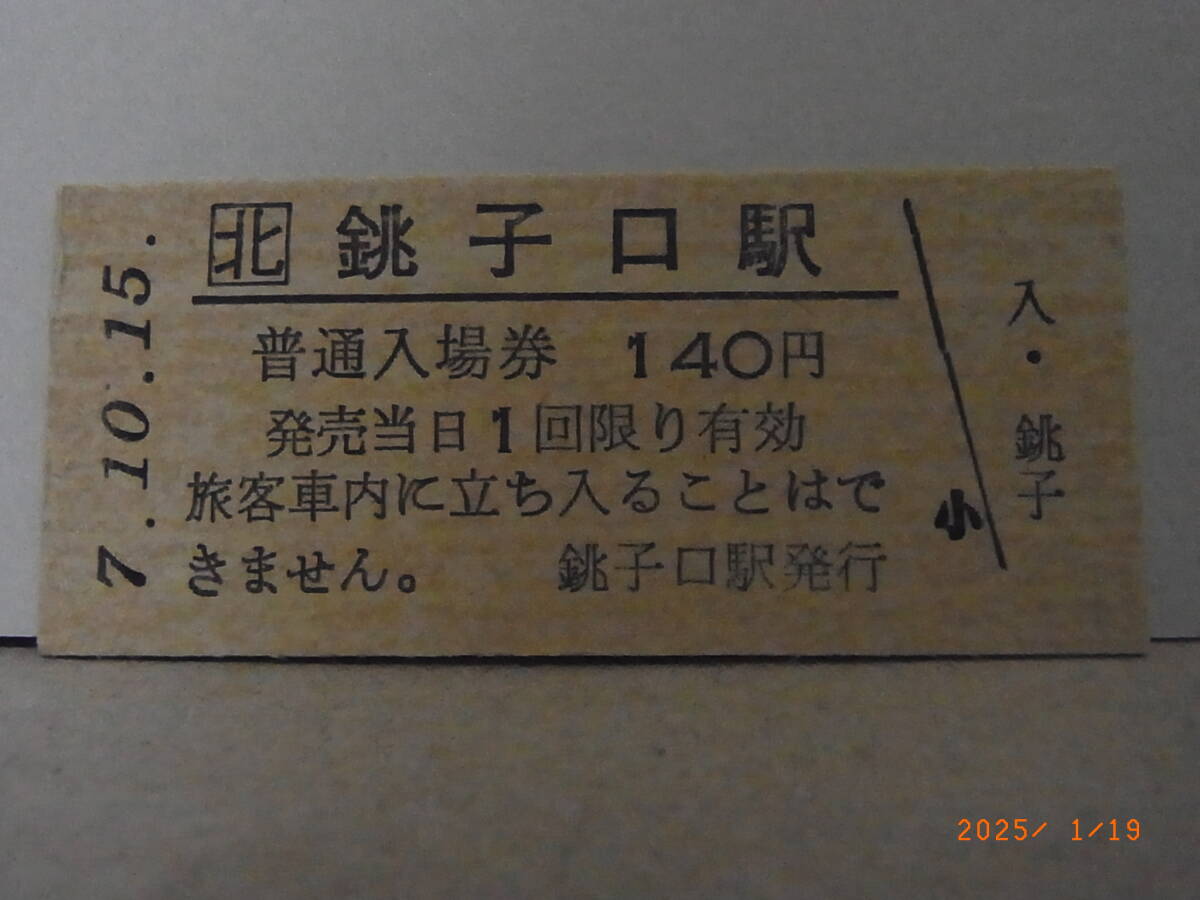 7.10.15.
北 銚子口駅
普通入場券 140円
発売当日1回限り有効
旅客車内に立ち入ることはで
きません。 銚子口駅発行
小
入・銚子
2025/ 1/19